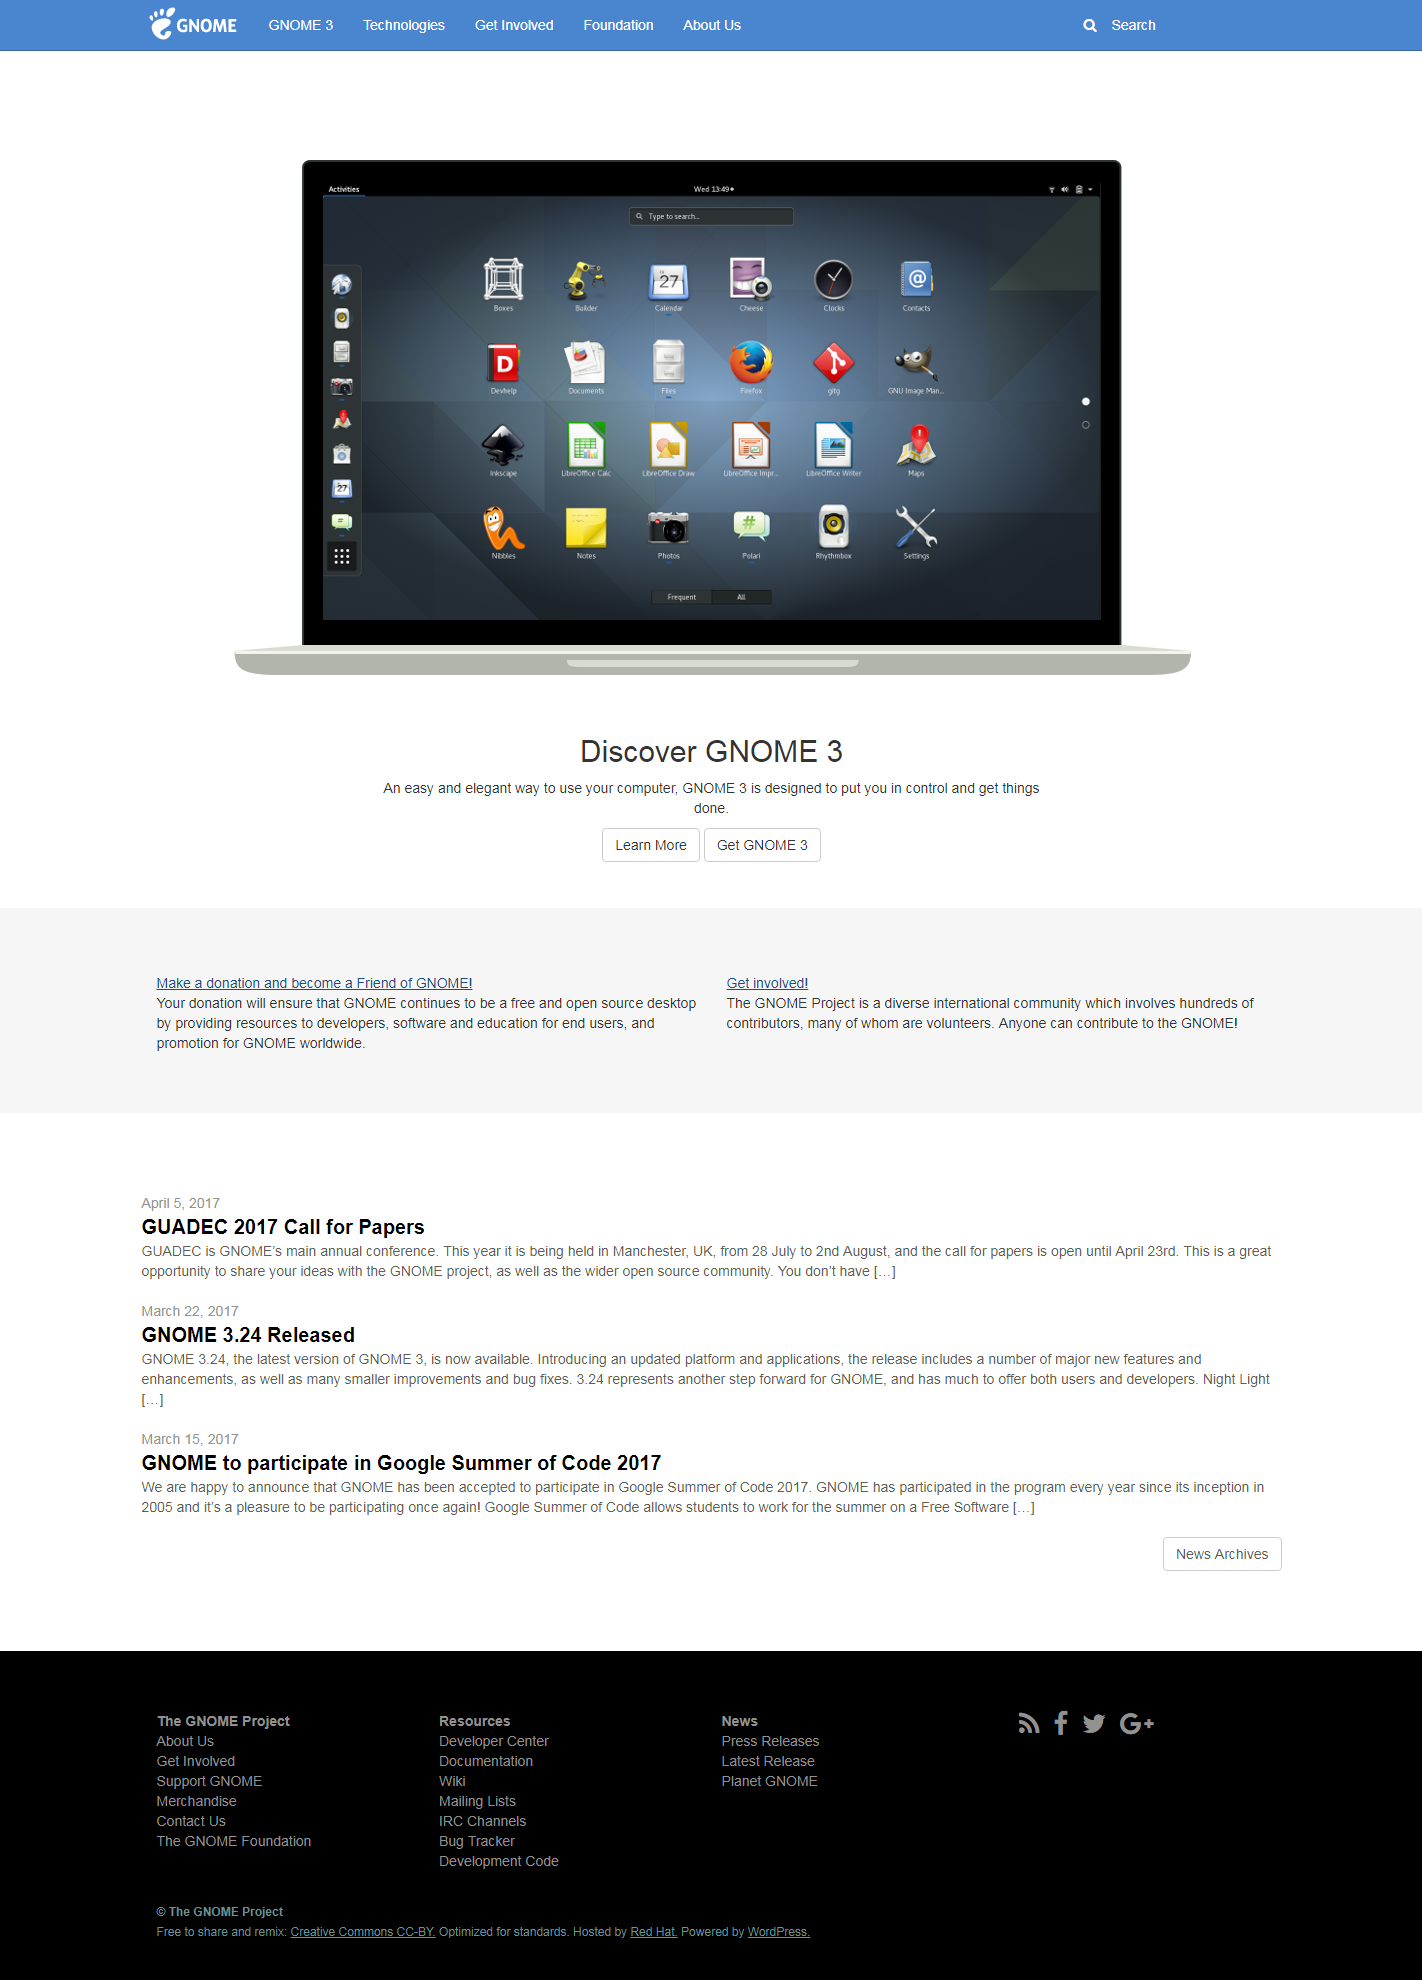 GNOME
GNOME 3
Technologies
Get Involved
Foundation
About Us
Search
Activities
Wed 13:49
Type to search...
27
Boxes
Builder
Calendar
Cheese
Clocks
Contacts
D
Devhelp
Documents
Files
Firefox
gitg
GNU Image Man...
Inkscape
LibreOffice Calc
LibreOffice Draw
LibreOffice Impr...
LibreOffice Writer
Maps
27
Nibbles
Notes
Photos
Polari
Rhythmbox
Settings
Frequent
All
Discover GNOME 3
An easy and elegant way to use your computer, GNOME 3 is designed to put you in control and get things
done.
Learn More
Get GNOME 3
Make a donation and become a Friend of GNOME!
Your donation will ensure that GNOME continues to be a free and open source desktop
by providing resources to developers, software and education for end users, and
promotion for GNOME worldwide.
Get involved!
The GNOME Project is a diverse international community which involves hundreds of
contributors, many of whom are volunteers. Anyone can contribute to the GNOME!
April 5, 2017
GUADEC 2017 Call for Papers
GUADEC is GNOME’s main annual conference. This year it is being held in Manchester, UK, from 28 July to 2nd August, and the call for papers is open until April 23rd. This is a great
opportunity to share your ideas with the GNOME project, as well as the wider open source community. You don’t have […]
March 22, 2017
GNOME 3.24 Released
GNOME 3.24, the latest version of GNOME 3, is now available. Introducing an updated platform and applications, the release includes a number of major new features and
enhancements, as well as many smaller improvements and bug fixes. 3.24 represents another step forward for GNOME, and has much to offer both users and developers. Night Light
[…]
March 15, 2017
GNOME to participate in Google Summer of Code 2017
We are happy to announce that GNOME has been accepted to participate in Google Summer of Code 2017. GNOME has participated in the program every year since its inception in
2005 and it’s a pleasure to be participating once again! Google Summer of Code allows students to work for the summer on a Free Software […]
News Archives
The GNOME Project
About Us
Get Involved
Support GNOME
Merchandise
Contact Us
The GNOME Foundation
Resources
Developer Center
Documentation
Wiki
Mailing Lists
IRC Channels
Bug Tracker
Development Code
News
Press Releases
Latest Release
Planet GNOME
© The GNOME Project
Free to share and remix: Creative Commons CC-BY. Optimized for standards. Hosted by Red Hat. Powered by WordPress.